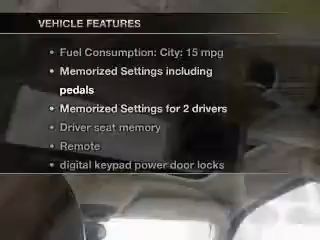 VEHICLE FEATURES
• Fuel Consumption: City: 15 mpg
• Memorized Settings including
pedals
• Memorized Settings for 2 drivers
• Driver seat memory
• Remote
• digital keypad power door locks